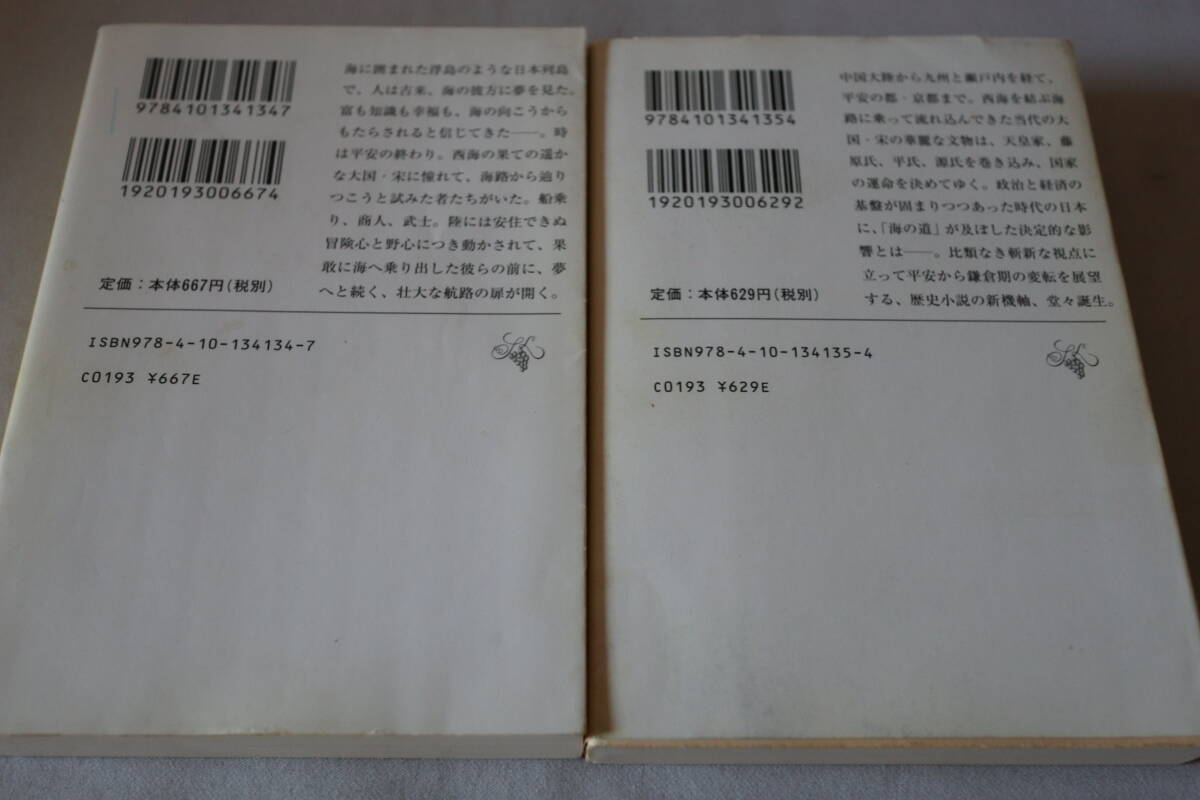 9784101341347
1920193006674
定価：本体667円（税別）
海に囲まれた浮島のような日本列島
で、人は古来、海の彼方に夢を見た。
富も知識も幸福も、海の向こうから
もたらされると信じてきた――。時
は平安の終わり。西海の果ての遥か
な大国・宋に憧れて、海路から辿り
つこうと試みた者たちがいた。船乗
り、商人、武士。陸には安住できぬ
冒険心と野心につき動かされて、果
敢に海へ乗り出した彼らの前に、夢
へと続く、壮大な航路の扉が開く。
ISBN978-4-10-134134-7
C0193 ¥667E
9784101341354
1920193006292
定価：本体629円（税別）
中国大陸から九州と瀬戸内を経て、
平安の都・京都まで。西海を結ぶ海
路に乗って流れ込んできた当代の大
国・宋の華麗な文物は、天皇家、藤
原氏、平氏、源氏を巻き込み、国家
の運命を決めてゆく。政治と経済の
基盤が固まりつつあった時代の日本
に、「海の道」が及ぼした決定的な影
響とは――。比類なき斬新な視点に
立って平安から鎌倉期の変転を展望
する、歴史小説の新機軸、堂々誕生。
ISBN978-4-10-134135-4
C0193 ¥629E